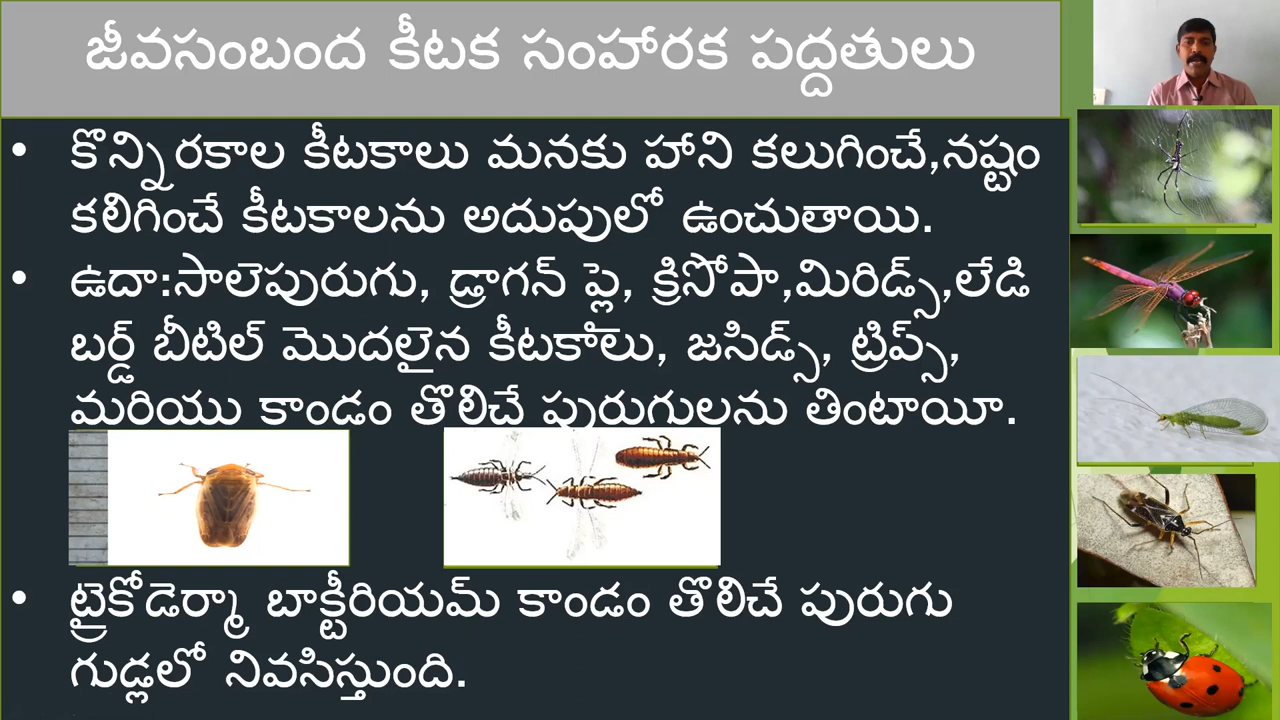 జీవసంబంద కీటక సంహారక పద్దతులు
• కొన్నిరకాల కీటకాలు మనకు హాని కలుగించే,నష్టం
కలిగించే కీటకాలను అదుపులో ఉంచుతాయి.
• ఉదా:సాలెపురుగు, డ్రాగన్ ఫ్లై, క్రిసోపా,మిరిడ్స్,లేడి
బర్డ్ బీటిల్ మొదలైన కీటకాలు, జసిడ్స్, ట్రిప్స్,
మరియు కాండం తొలిచే పురుగులను తింటాయీ.
• ట్రైకోడెర్మా బాక్టీరియమ్ కాండం తొలిచే పురుగు
గుడ్లలో నివసిస్తుంది.